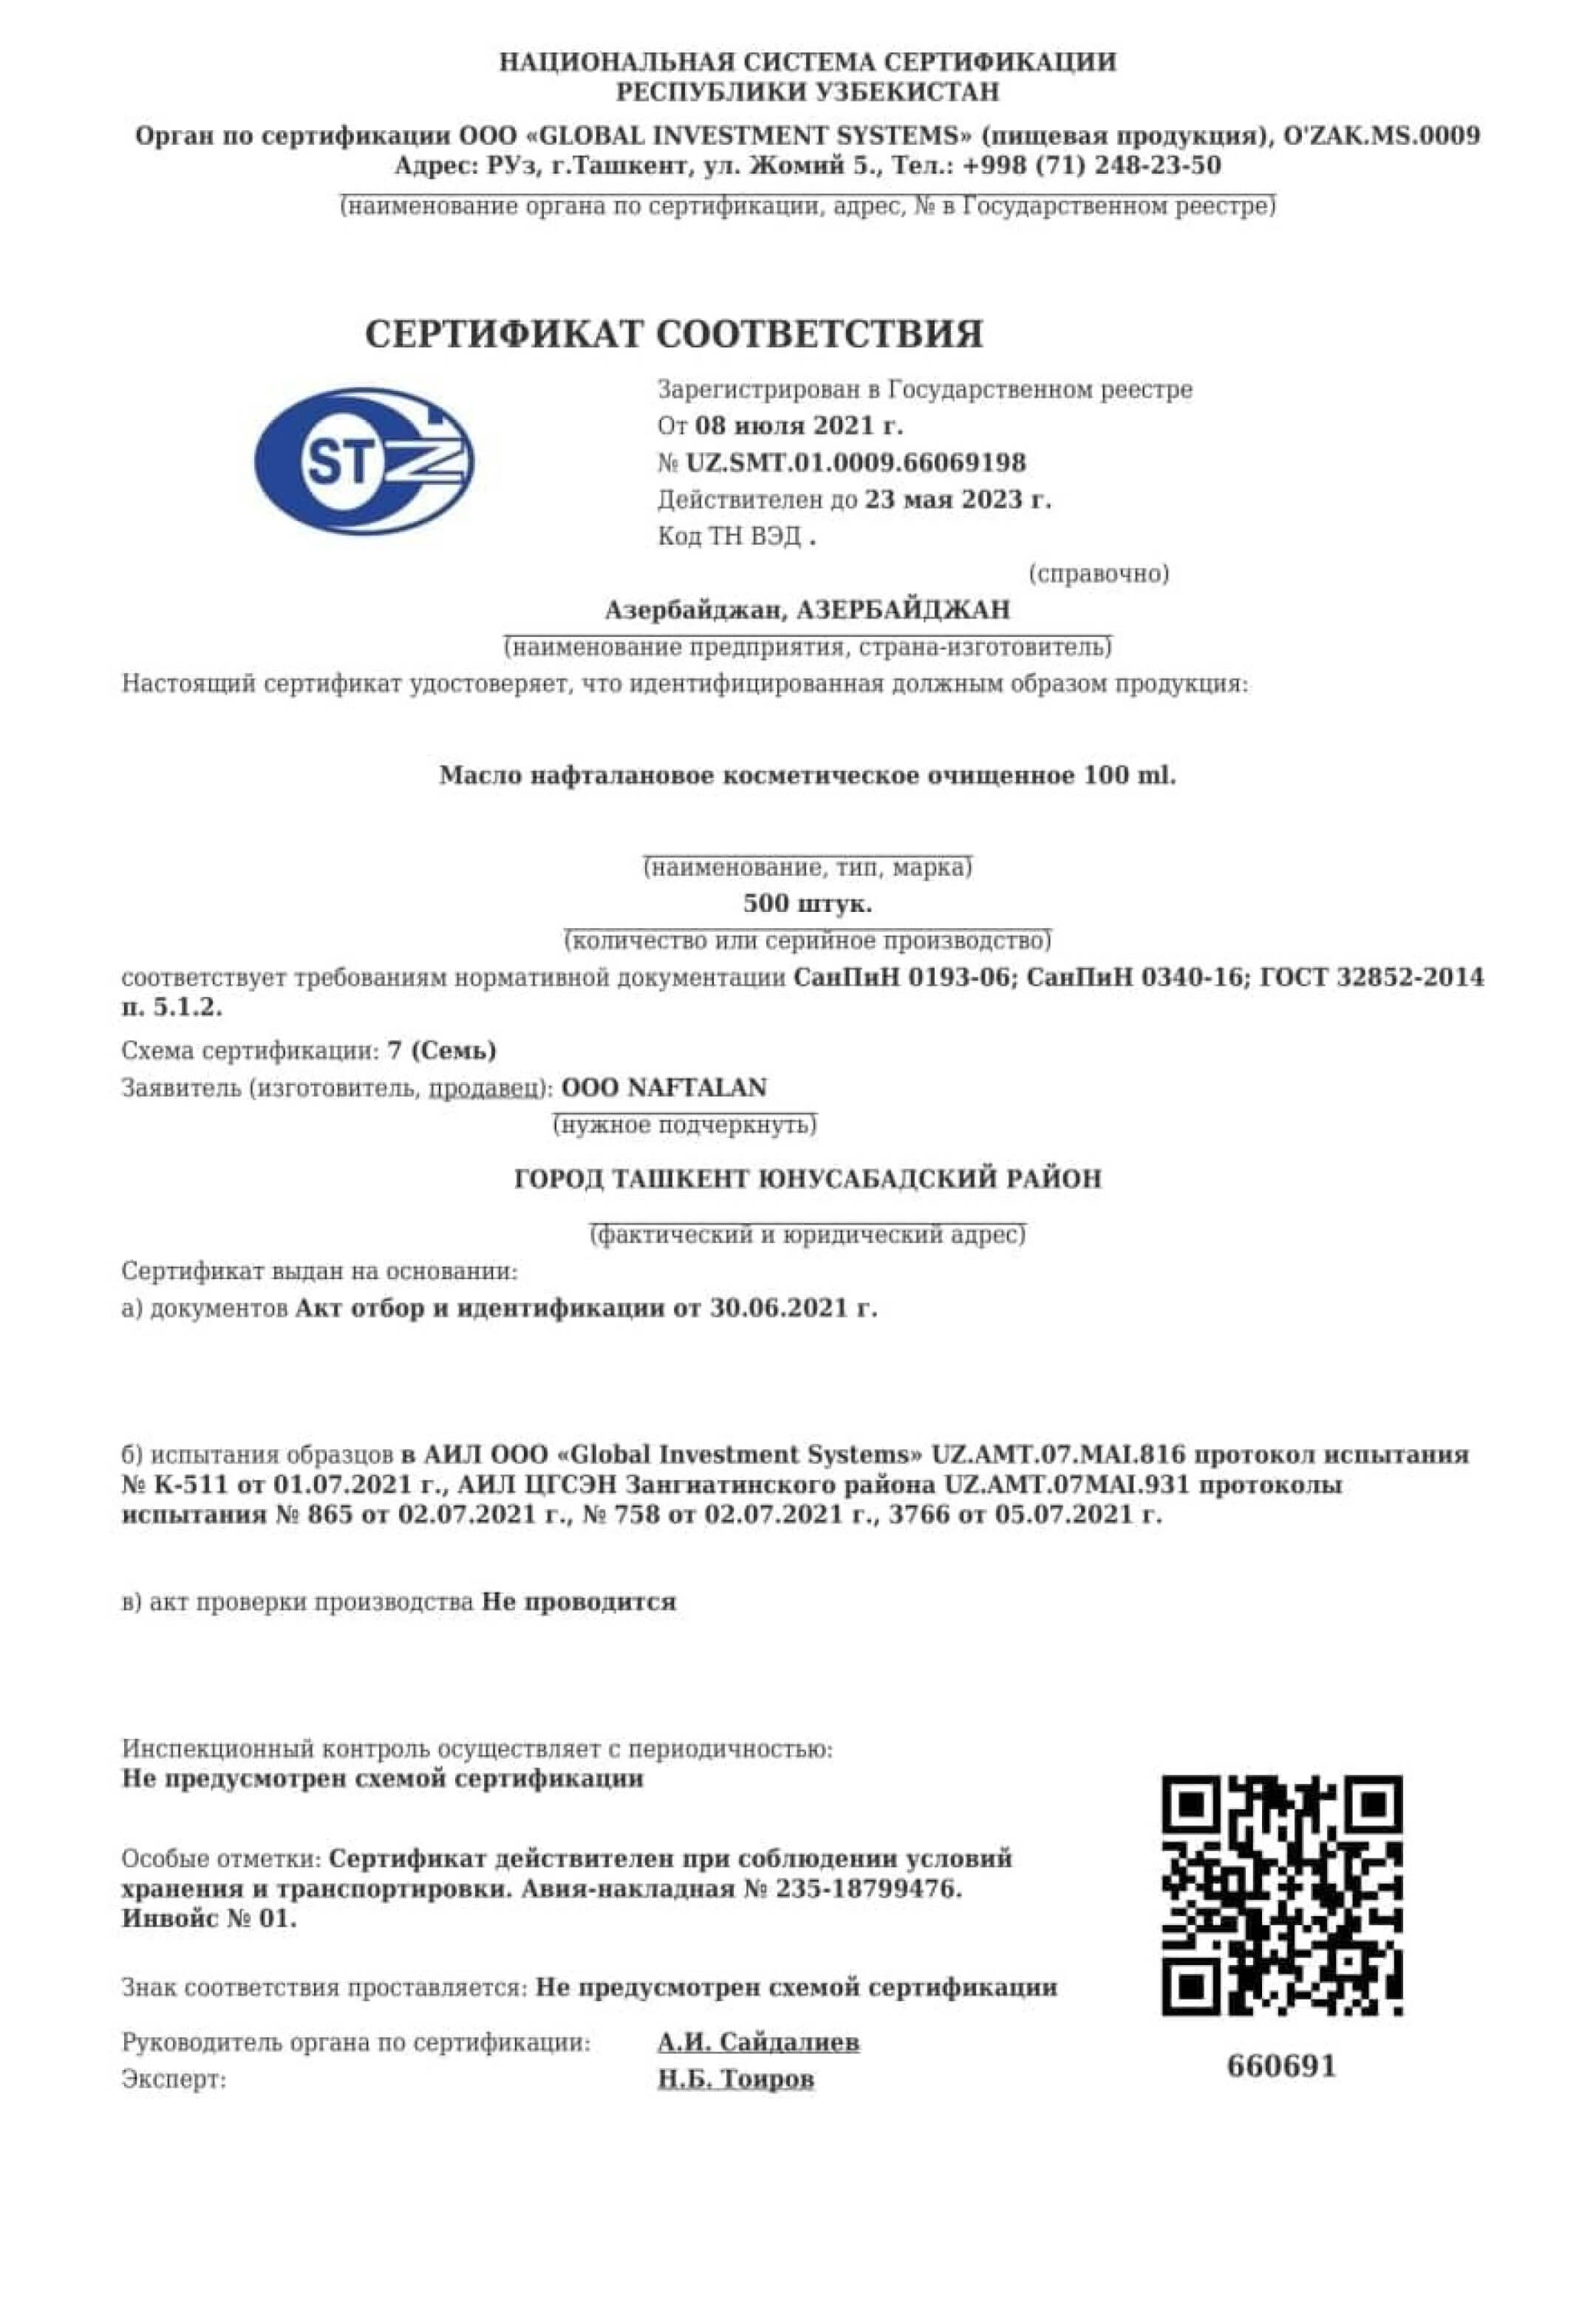 НАЦИОНАЛЬНАЯ СИСТЕМА СЕРТИФИКАЦИИ
РЕСПУБЛИКИ УЗБЕКИСТАН
Орган по сертификации ООО «GLOBAL INVESTMENT SYSTEMS» (пищевая продукция), O'ZAK.MS.0009
Адрес: РУз, г.Ташкент, ул. Жомий 5., Тел.: +998 (71) 248-23-50
(наименование органа по сертификации, адрес, № в Государственном реестре)
СЕРТИФИКАТ СООТВЕТСТВИЯ
ST
Зарегистрирован в Государственном реестре
От 08 июля 2021 г.
№ UZ.SMT.01.0009.66069198
Действителен до 23 мая 2023 г.
Код ТН ВЭД .
(справочно)
Азербайджан, АЗЕРБАЙДЖАН
(наименование предприятия, страна-изготовитель)
Настоящий сертификат удостоверяет, что идентифицированная должным образом продукция:
Масло нафталановое косметическое очищенное 100 ml.
(наименование, тип, марка)
500 штук.
(количество или серийное производство)
соответствует требованиям нормативной документации СанПиН 0193-06; СанПиН 0340-16; ГОСТ 32852-2014
п. 5.1.2.
Схема сертификации: 7 (Семь)
Заявитель (изготовитель, продавец): ООО NAFTALAN
(нужное подчеркнуть)
ГОРОД ТАШКЕНТ ЮНУСАБАДСКИЙ РАЙОН
(фактический и юридический адрес)
Сертификат выдан на основании:
а) документов Акт отбор и идентификации от 30.06.2021 г.
б) испытания образцов в АИЛ ООО «Global Investment Systems» UZ.AMT.07.MAI.816 протокол испытания
№ К-511 от 01.07.2021 г., АИЛ ЦГСЭН Зангиатинского района UZ.AMT.07MAI.931 протоколы
испытания № 865 от 02.07.2021 г., № 758 от 02.07.2021 г., 3766 от 05.07.2021 г.
в) акт проверки производства Не проводится
Инспекционный контроль осуществляет с периодичностью:
Не предусмотрен схемой сертификации
Особые отметки: Сертификат действителен при соблюдении условий
хранения и транспортировки. Авия-накладная № 235-18799476.
Инвойс № 01.
Знак соответствия проставляется: Не предусмотрен схемой сертификации
Руководитель органа по сертификации: А.И. Сайдалиев
Эксперт: Н.Б. Тоиров
660691